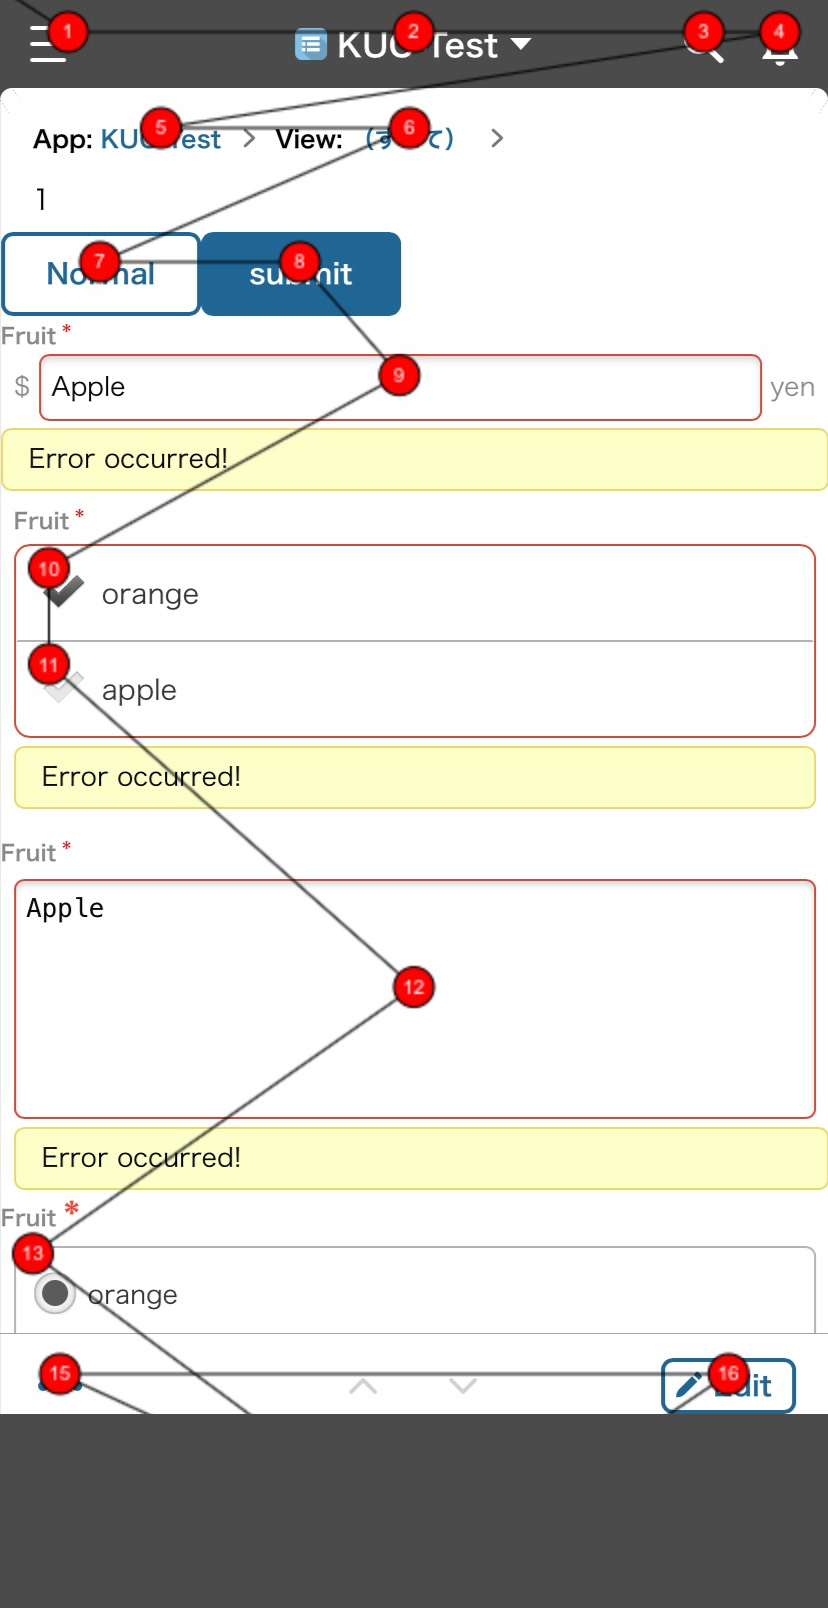 1
2
3
4
KUC Test
5
6
App: KUC Test > View: (すべて) >
1
7
8
Normal
submit
Fruit *
9
$ Apple yen
Error occurred!
Fruit *
10
orange
11
apple
Error occurred!
Fruit *
Apple
12
Error occurred!
Fruit *
13
orange
15
16
Edit